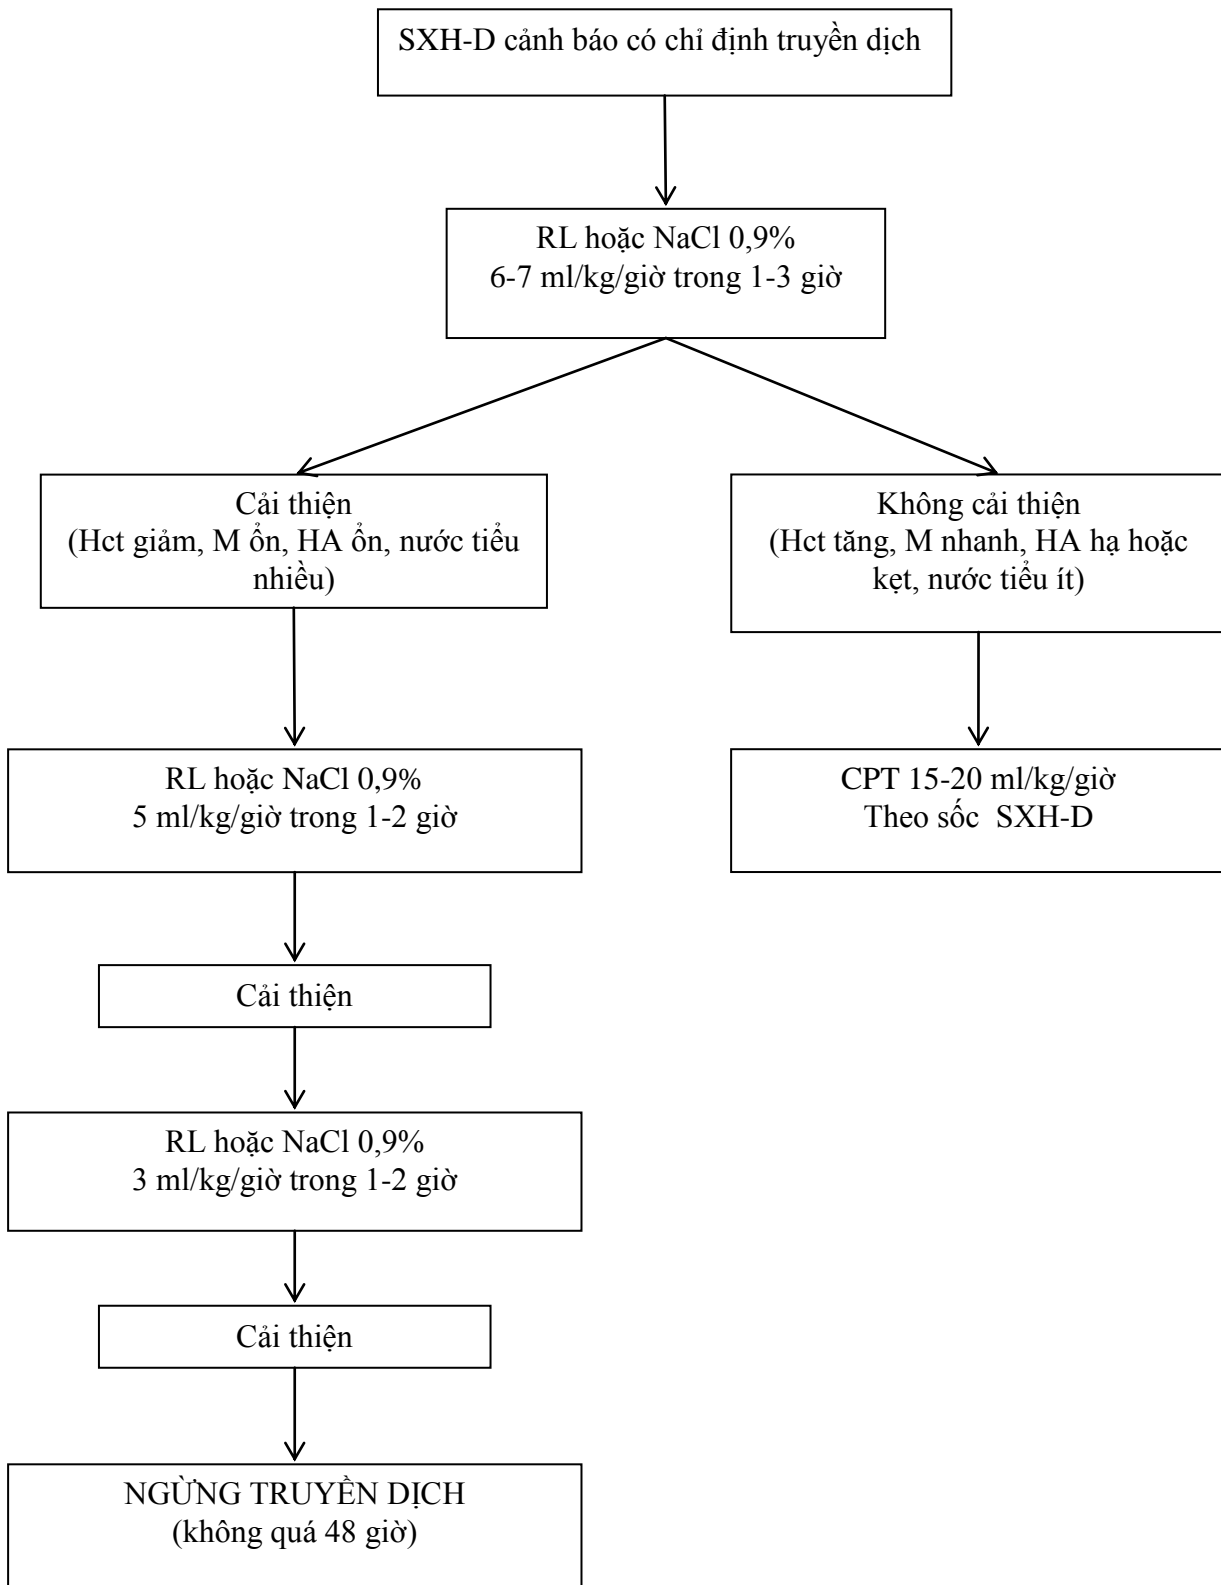 SXH-D cảnh báo có chỉ định truyền dịch
RL hoặc NaCl 0,9%
6-7 ml/kg/giờ trong 1-3 giờ
Cải thiện
(Hct giảm, M ổn, HA ổn, nước tiểu
nhiều)
Không cải thiện
(Hct tăng, M nhanh, HA hạ hoặc
kẹt, nước tiểu ít)
RL hoặc NaCl 0,9%
5 ml/kg/giờ trong 1-2 giờ
CPT 15-20 ml/kg/giờ
Theo sốc SXH-D
Cải thiện
RL hoặc NaCl 0,9%
3 ml/kg/giờ trong 1-2 giờ
Cải thiện
NGỪNG TRUYỀN DỊCH
(không quá 48 giờ)